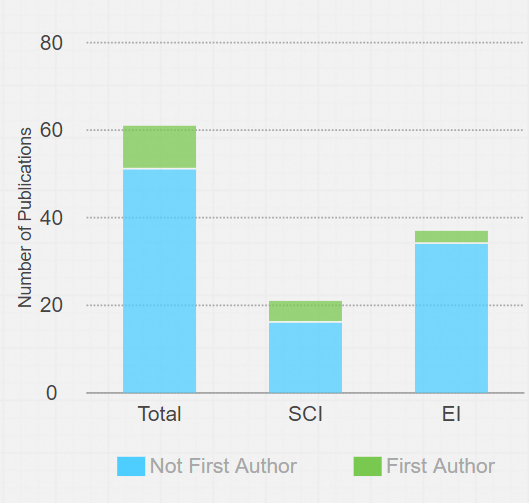 Number of Publications
80
60
40
20
0
Total SCI EI
Not First Author First Author